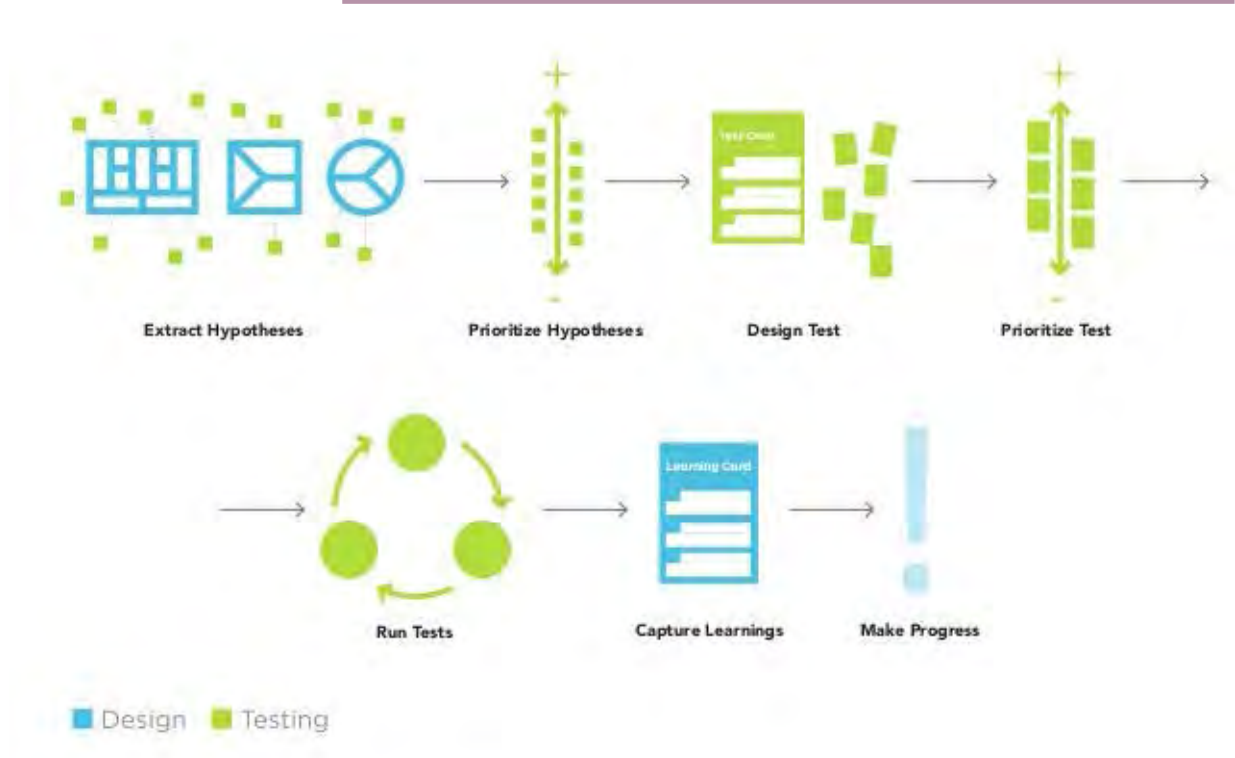 Test Card
Extract Hypotheses
Prioritize Hypotheses
Design Test
Prioritize Test
Learning Card
Run Tests
Capture Learnings
Make Progress
Design
Testing